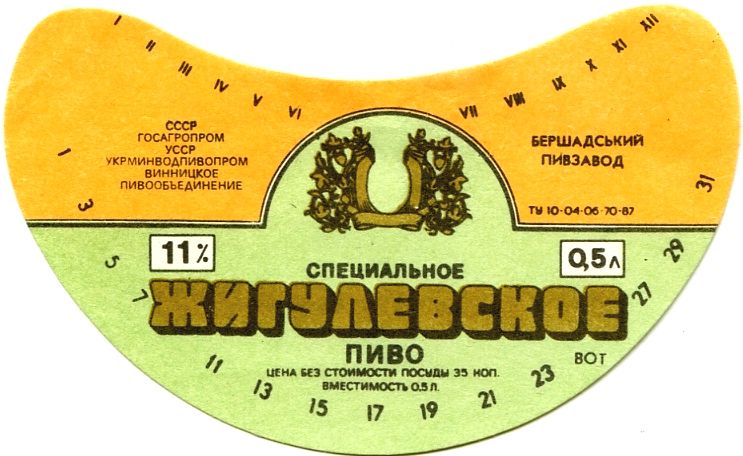 I II III IV V VI VII VIII IX X XI XII
СССР
ГОСАГРОПРОМ
УССР
УКРМИНВОДПИВОПРОМ
ВИННИЦКОЕ
ПИВООБЪЕДИНЕНИЕ
БЕРШАДСЬКИЙ
ПИВЗАВОД
ТУ 10-04-06-70-87
11%
0,5 л
СПЕЦИАЛЬНОЕ
ЖИГУЛЕВСКОЕ
ПИВО
ЦЕНА БЕЗ СТОИМОСТИ ПОСУДЫ 35 КОП.
ВМЕСТИМОСТЬ 0,5 Л.
ВОТ
1 3 5 7 11 13 15 17 19 21 23 27 29 31